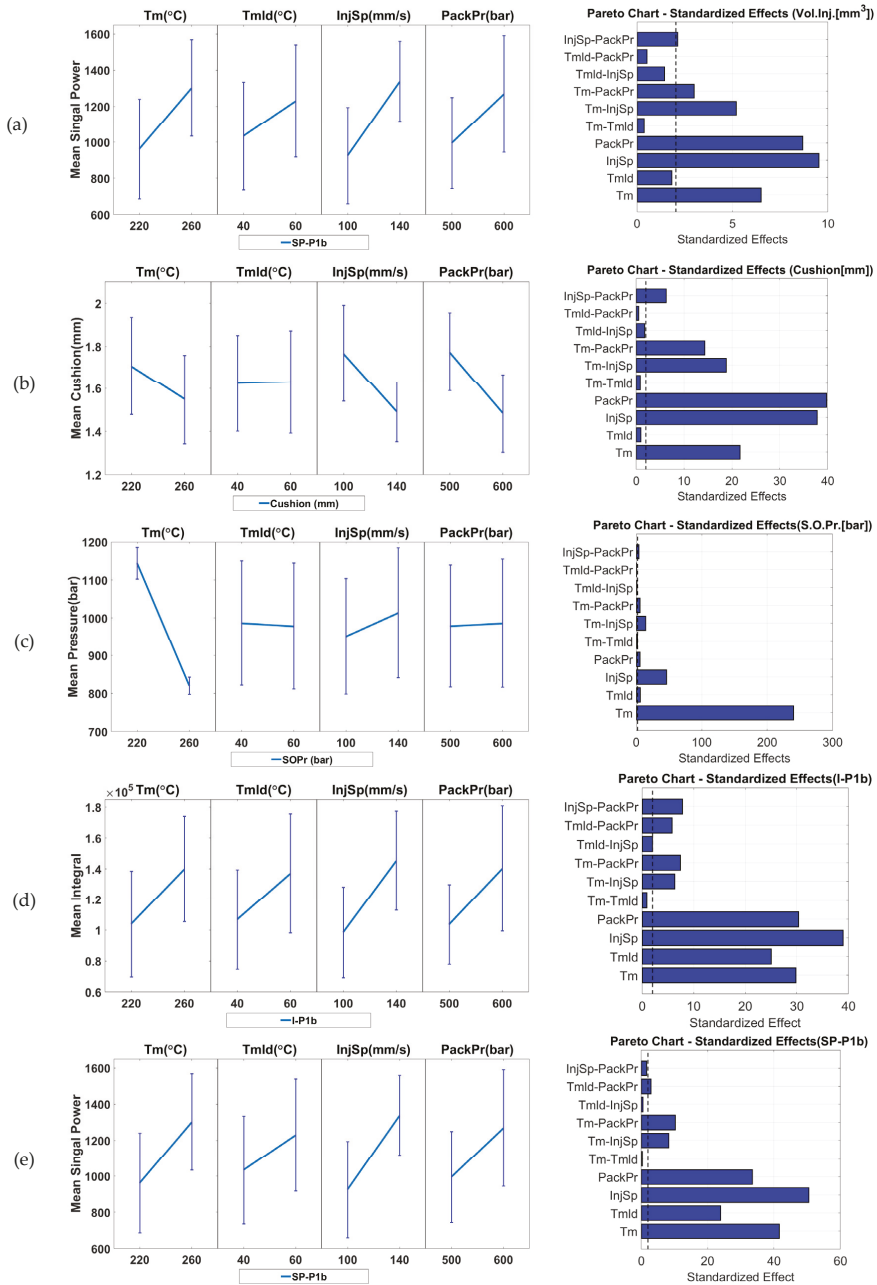 (a)
Tm(°C) Tmld(°C) InjSp(mm/s) PackPr(bar)
Mean Singal Power
1600
1400
1200
1000
800
600
220 260 40 60 100 140 500 600
SP-P1b
Pareto Chart - Standardized Effects (Vol.Inj.[mm³])
InjSp-PackPr
Tmld-PackPr
Tmld-InjSp
Tm-PackPr
Tm-InjSp
Tm-Tmld
PackPr
InjSp
Tmld
Tm
0 5 10
Standardized Effects
(b)
Tm(°C) Tmld(°C) InjSp(mm/s) PackPr(bar)
Mean Cushion(mm)
2
1.8
1.6
1.4
1.2
220 260 40 60 100 140 500 600
Cushion (mm)
Pareto Chart - Standardized Effects (Cushion[mm])
InjSp-PackPr
Tmld-PackPr
Tmld-InjSp
Tm-PackPr
Tm-InjSp
Tm-Tmld
PackPr
InjSp
Tmld
Tm
0 10 20 30 40
Standardized Effects
(c)
Tm(°C) Tmld(°C) InjSp(mm/s) PackPr(bar)
Mean Pressure(bar)
1200
1100
1000
900
800
700
220 260 40 60 100 140 500 600
SOPr (bar)
Pareto Chart - Standardized Effects(S.O.Pr.[bar])
InjSp-PackPr
Tmld-PackPr
Tmld-InjSp
Tm-PackPr
Tm-InjSp
Tm-Tmld
PackPr
InjSp
Tmld
Tm
0 100 200 300
Standardized Effects
(d)
×10⁵ Tm(°C) Tmld(°C) InjSp(mm/s) PackPr(bar)
Mean Integral
1.8
1.6
1.4
1.2
1
0.8
0.6
220 260 40 60 100 140 500 600
I-P1b
Pareto Chart - Standardized Effects(I-P1b)
InjSp-PackPr
Tmld-PackPr
Tmld-InjSp
Tm-PackPr
Tm-InjSp
Tm-Tmld
PackPr
InjSp
Tmld
Tm
0 10 20 30 40
Standardized Effect
(e)
Tm(°C) Tmld(°C) InjSp(mm/s) PackPr(bar)
Mean Singal Power
1600
1400
1200
1000
800
600
220 260 40 60 100 140 500 600
SP-P1b
Pareto Chart - Standardized Effects(SP-P1b)
InjSp-PackPr
Tmld-PackPr
Tmld-InjSp
Tm-PackPr
Tm-InjSp
Tm-Tmld
PackPr
InjSp
Tmld
Tm
0 20 40 60
Standardized Effect